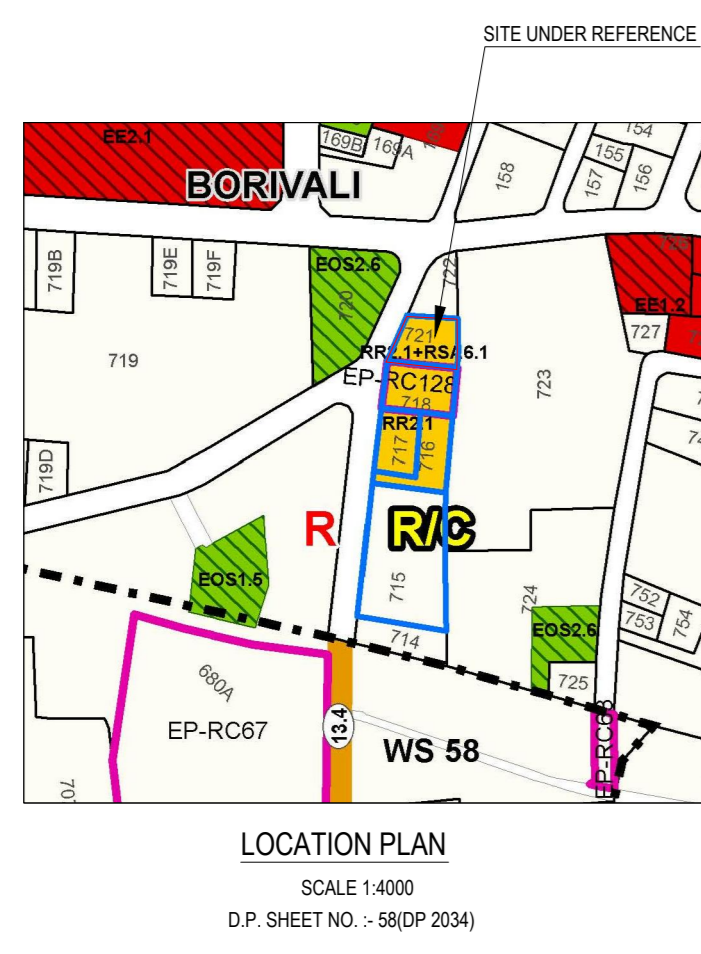 SITE UNDER REFERENCE
EE2.1
169B
169A
154
155
156
157
158
BORIVALI
719B
719E
719F
EOS2.6
720
722
EE1.2
727
721
RR2.1+RSA6.1
719
EP-RC128
718
723
RR2.1
717
716
719D
R
R/C
EOS1.5
715
724
752
753
754
714
EOS2.6
725
680A
EP-RC67
13.4
WS 58
EP-RC68
LOCATION PLAN
SCALE 1:4000
D.P. SHEET NO. :- 58(DP 2034)